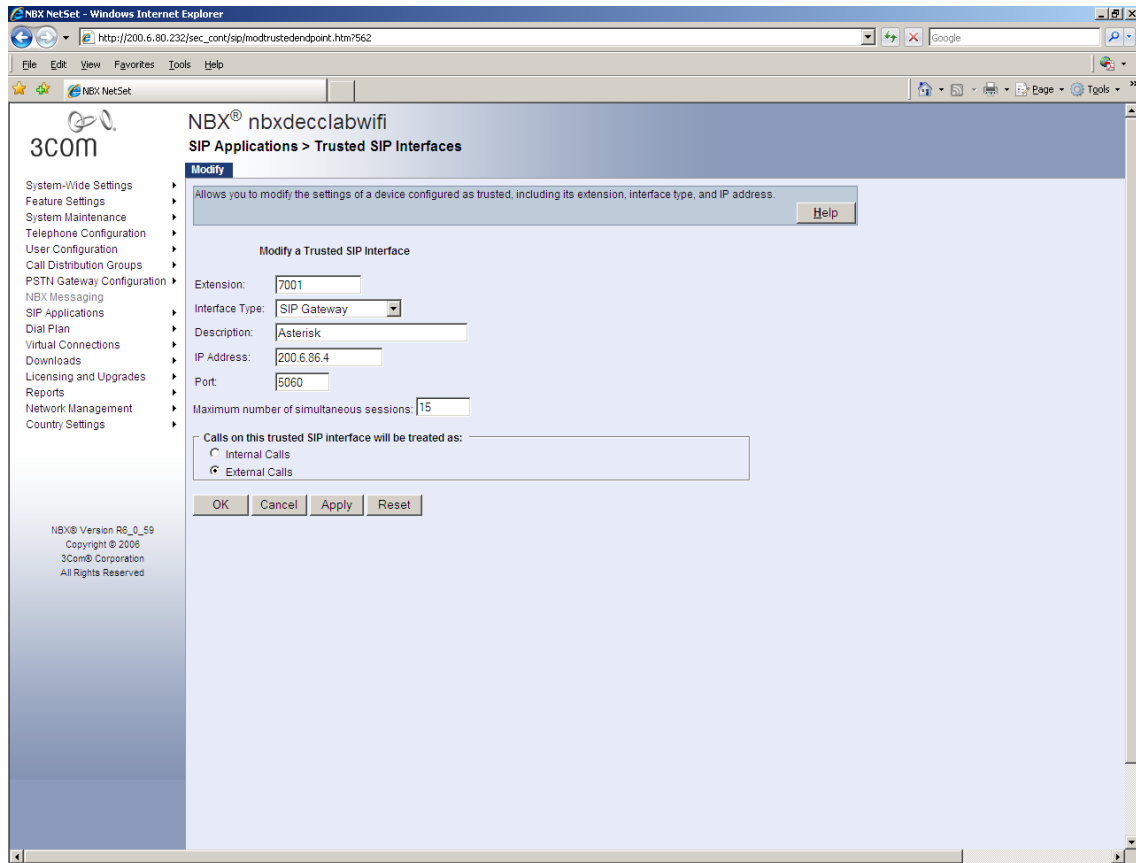 NBX NetSet - Windows Internet Explorer
http://200.6.80.232/sec_cont/sip/modtrustedendpoint.htm?562
Google
File Edit View Favorites Tools Help
NBX NetSet
Page Tools
3COM
NBX® nbxdecclabwifi
SIP Applications > Trusted SIP Interfaces
Modify
Allows you to modify the settings of a device configured as trusted, including its extension, interface type, and IP address.
Help
System-Wide Settings
Feature Settings
System Maintenance
Telephone Configuration
User Configuration
Call Distribution Groups
PSTN Gateway Configuration
NBX Messaging
SIP Applications
Dial Plan
Virtual Connections
Downloads
Licensing and Upgrades
Reports
Network Management
Country Settings
NBX® Version R6_0_59
Copyright © 2006
3Com® Corporation
All Rights Reserved
Modify a Trusted SIP Interface
Extension: 7001
Interface Type: SIP Gateway
Description: Asterisk
IP Address: 200.6.86.4
Port: 5060
Maximum number of simultaneous sessions: 15
Calls on this trusted SIP interface will be treated as:
Internal Calls
External Calls
OK Cancel Apply Reset